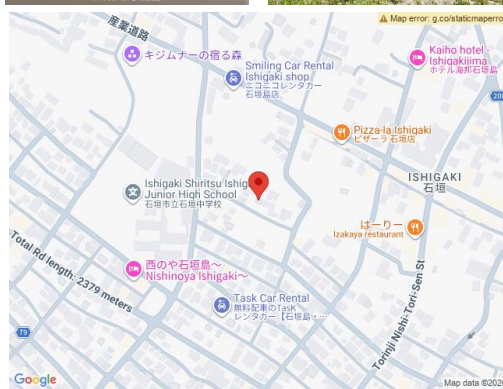 産業道路
Map error: g.co/staticmaperro
キジムナーの宿る森
Kaiho hotel
Ishigakijima
ホテル海邦石垣島
Smiling Car Rental
Ishigaki shop
ニコニコレンタカー
石垣島店
208
Pizza-la Ishigaki
ピザーラ 石垣店
ISHIGAKI
石垣
Ishigaki Shiritsu Ishig
Junior High School
石垣市立石垣中学校
はーりー
Izakaya restaurant
Total Rd length: 2379 meters
西のや石垣島〜
Nishinoya Ishigaki〜
Task Car Rental
無料配車のTask
レンタカー【石垣島・...
Torinji Nishi-Tori-Sen St
79
Google
Map data ©202